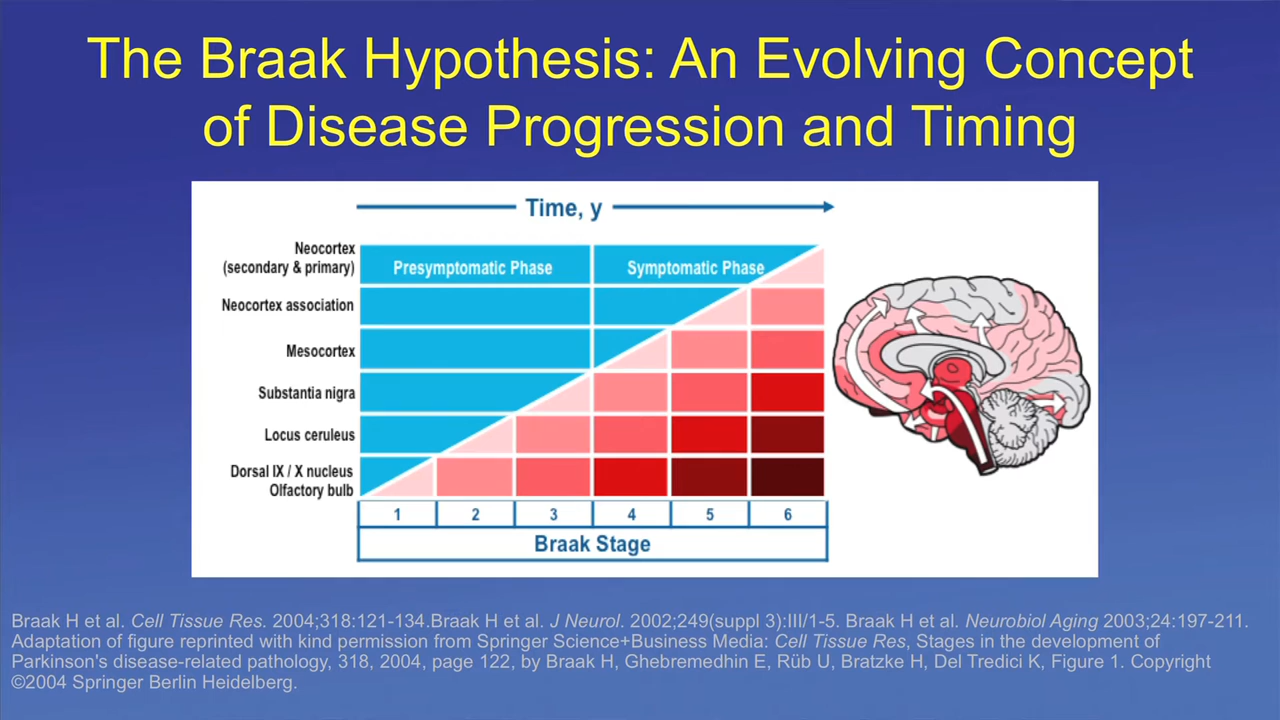 The Braak Hypothesis: An Evolving Concept
of Disease Progression and Timing
Time, y
Neocortex
(secondary & primary)
Presymptomatic Phase
Symptomatic Phase
Neocortex association
Mesocortex
Substantia nigra
Locus ceruleus
Dorsal IX / X nucleus
Olfactory bulb
1 2 3 4 5 6
Braak Stage
Braak H et al. Cell Tissue Res. 2004;318:121-134.Braak H et al. J Neurol. 2002;249(suppl 3):III/1-5. Braak H et al. Neurobiol Aging 2003;24:197-211.
Adaptation of figure reprinted with kind permission from Springer Science+Business Media: Cell Tissue Res, Stages in the development of
Parkinson's disease-related pathology, 318, 2004, page 122, by Braak H, Ghebremedhin E, Rüb U, Bratzke H, Del Tredici K, Figure 1. Copyright
©2004 Springer Berlin Heidelberg.